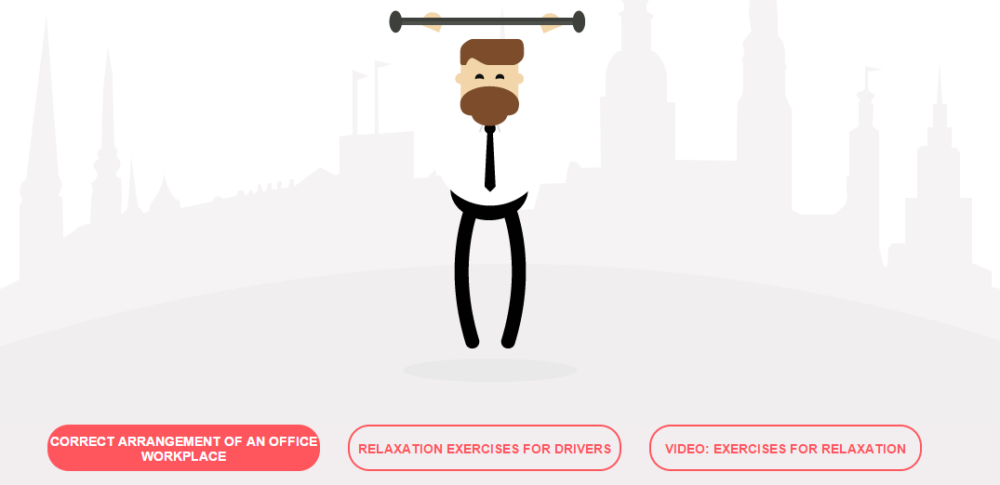 CORRECT ARRANGEMENT OF AN OFFICE
WORKPLACE
RELAXATION EXERCISES FOR DRIVERS
VIDEO: EXERCISES FOR RELAXATION